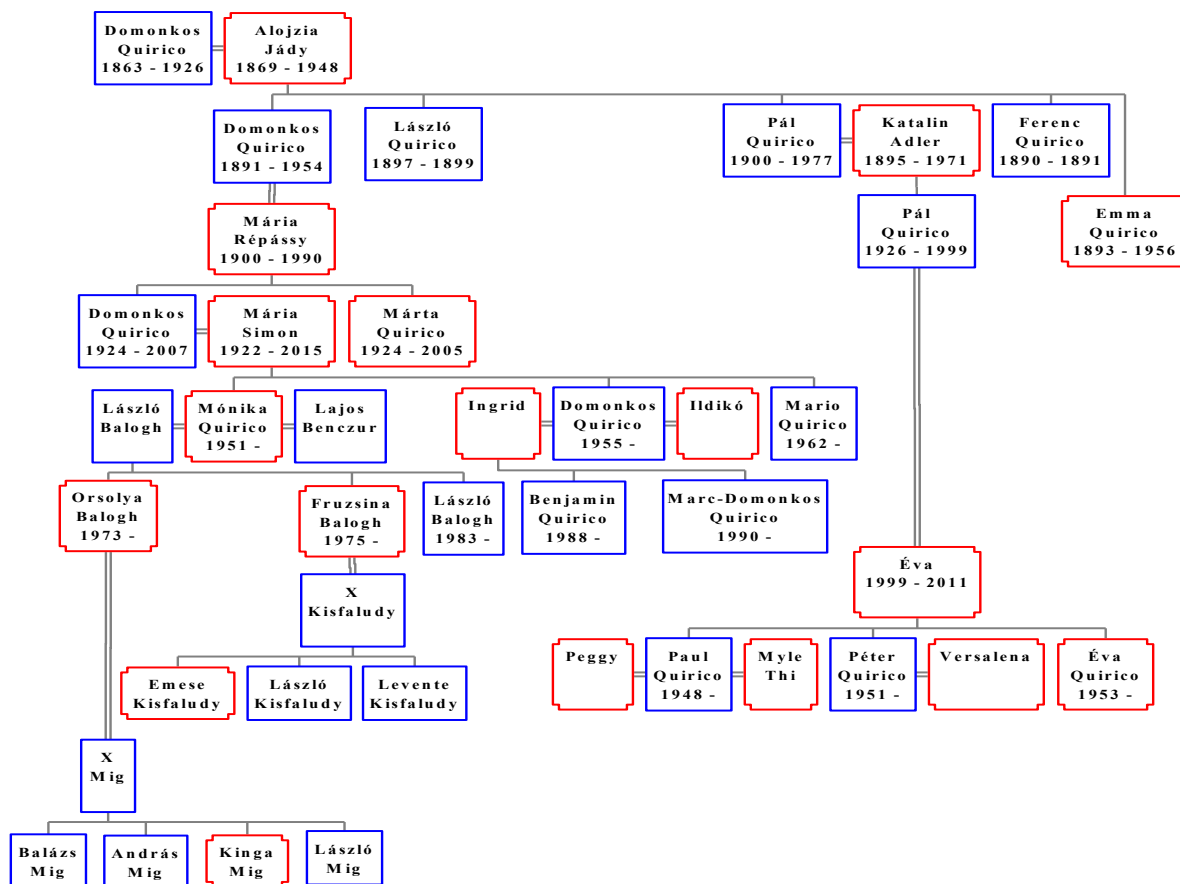 Domonkos
Quirico
1863 - 1926
Alojzia
Jády
1869 - 1948
Domonkos
Quirico
1891 - 1954
László
Quirico
1897 - 1899
Pál
Quirico
1900 - 1977
Katalin
Adler
1895 - 1971
Ferenc
Quirico
1890 - 1891
Mária
Répássy
1900 - 1990
Pál
Quirico
1926 - 1999
Emma
Quirico
1893 - 1956
Domonkos
Quirico
1924 - 2007
Mária
Simon
1922 - 2015
Márta
Quirico
1924 - 2005
László
Balogh
Mónika
Quirico
1951 -
Lajos
Benczur
Ingrid
Domonkos
Quirico
1955 -
Ildikó
Mario
Quirico
1962 -
Orsolya
Balogh
1973 -
Fruzsina
Balogh
1975 -
László
Balogh
1983 -
Benjamin
Quirico
1988 -
Marc-Domonkos
Quirico
1990 -
Éva
1999 - 2011
X
Kisfaludy
Peggy
Paul
Quirico
1948 -
Myle
Thi
Péter
Quirico
1951 -
Versalena
Éva
Quirico
1953 -
Emese
Kisfaludy
László
Kisfaludy
Levente
Kisfaludy
X
Mig
Balázs
Mig
András
Mig
Kinga
Mig
László
Mig